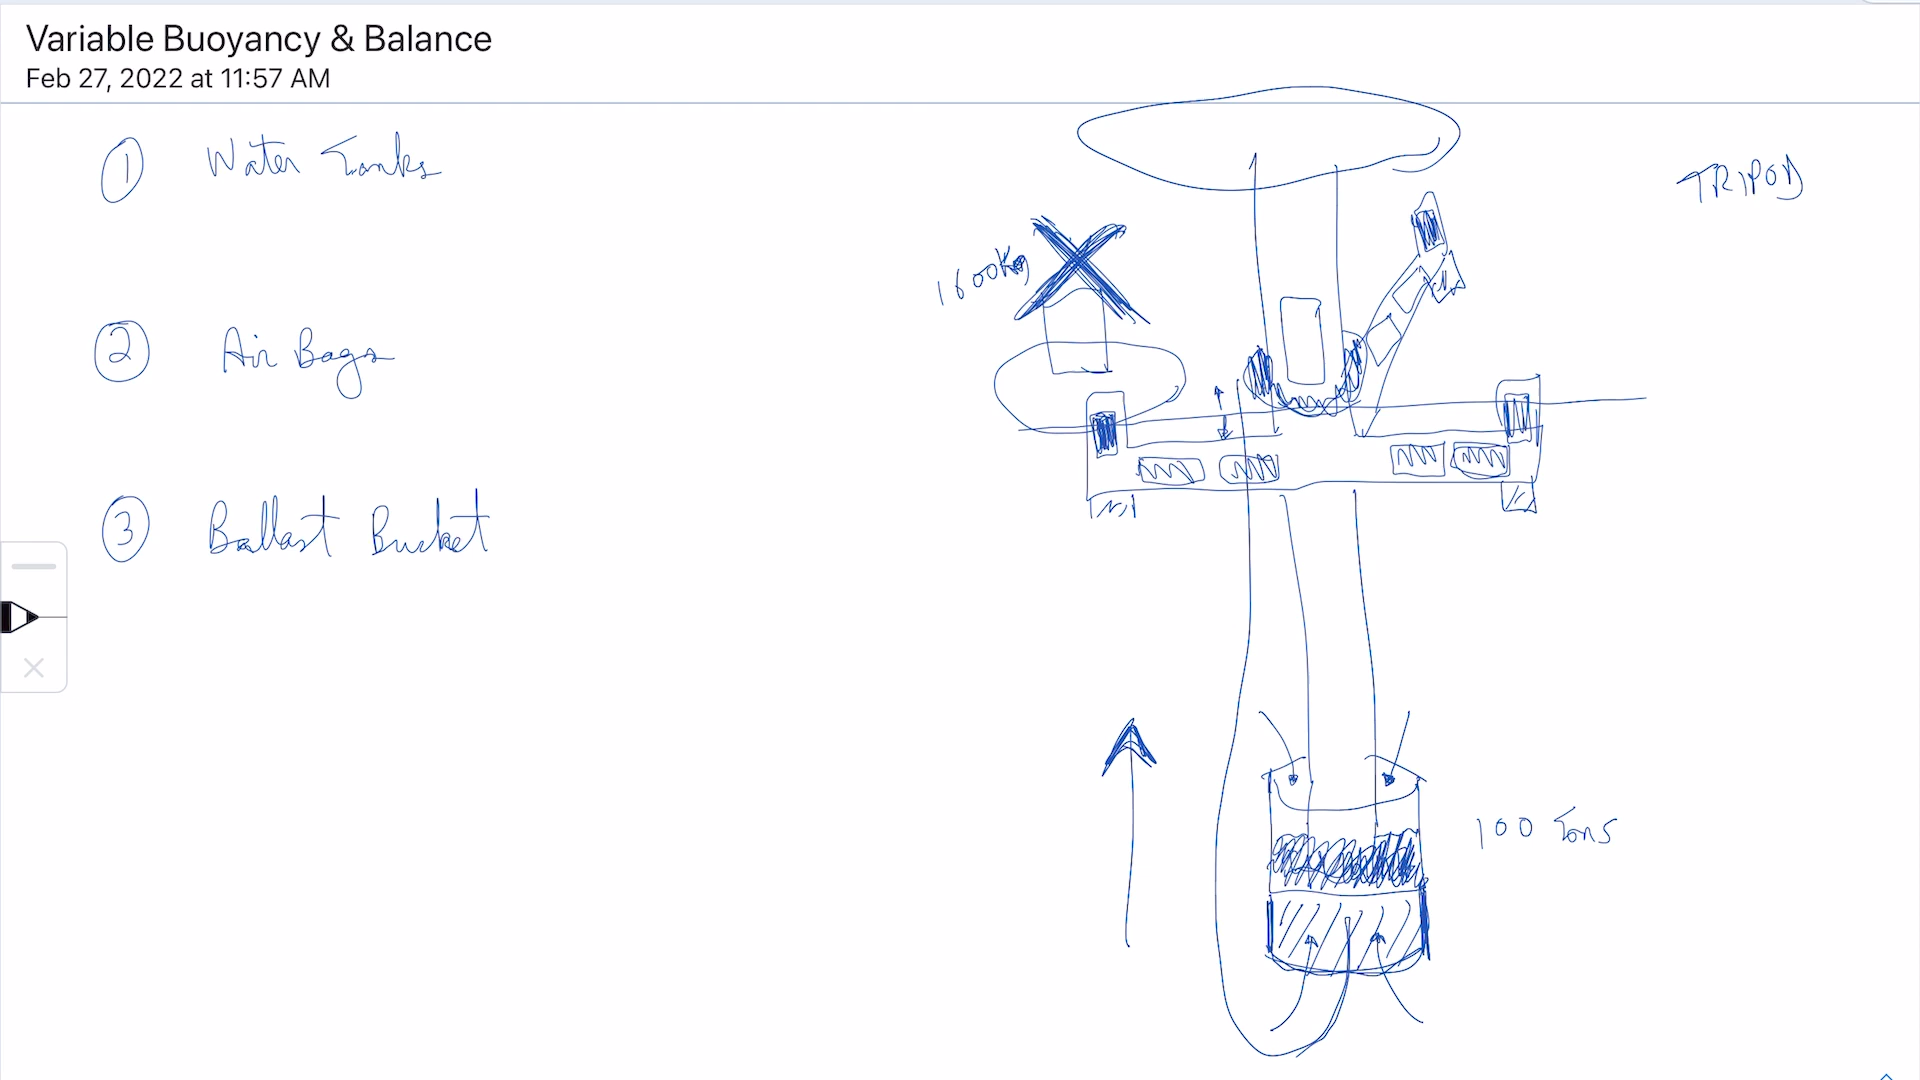 Variable Buoyancy & Balance
Feb 27, 2022 at 11:57 AM
1 Water Tanks
TRIPOD
1600Kg
2 Air Bags
3 Ballast Bucket
100 Tons